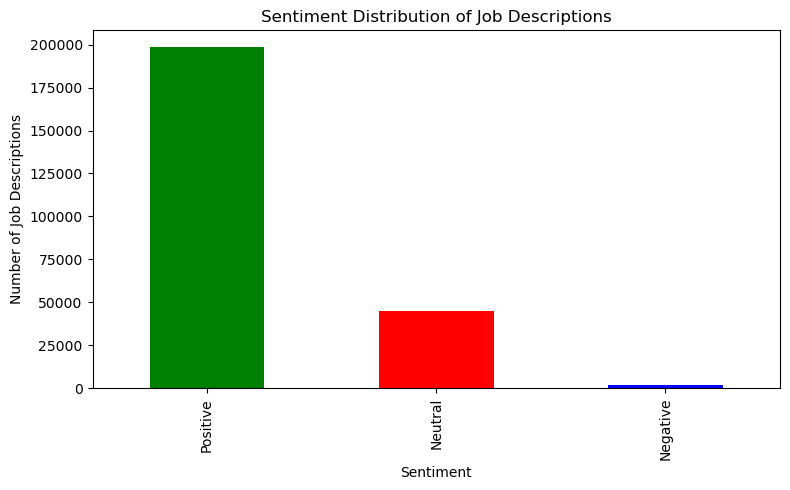 Sentiment Distribution of Job Descriptions
Number of Job Descriptions
200000
175000
150000
125000
100000
75000
50000
25000
0
Positive
Neutral
Negative
Sentiment